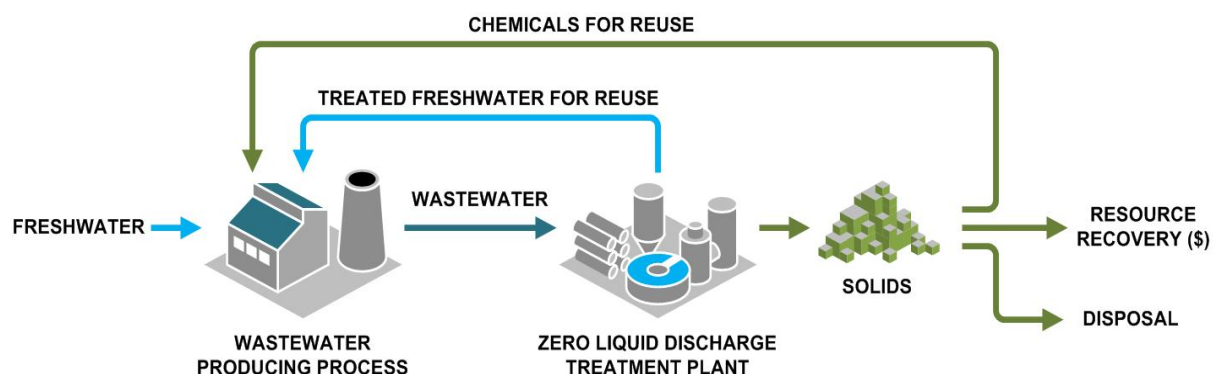 CHEMICALS FOR REUSE
TREATED FRESHWATER FOR REUSE
WASTEWATER
FRESHWATER
RESOURCE
RECOVERY ($)
SOLIDS
DISPOSAL
WASTEWATER
PRODUCING PROCESS
ZERO LIQUID DISCHARGE
TREATMENT PLANT